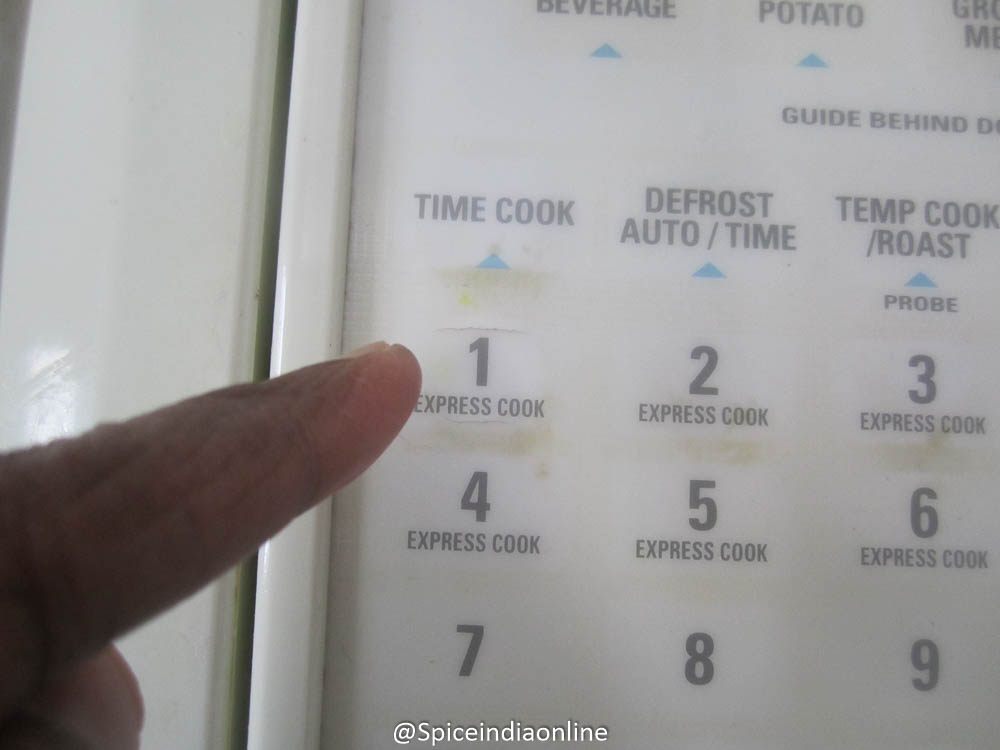 BEVERAGE
POTATO
GUIDE BEHIND
TIME COOK
DEFROST
AUTO / TIME
TEMP COOK
/ROAST
PROBE
1
EXPRESS COOK
2
EXPRESS COOK
3
EXPRESS COOK
4
EXPRESS COOK
5
EXPRESS COOK
6
EXPRESS COOK
7
8
9
@Spiceindiaonline